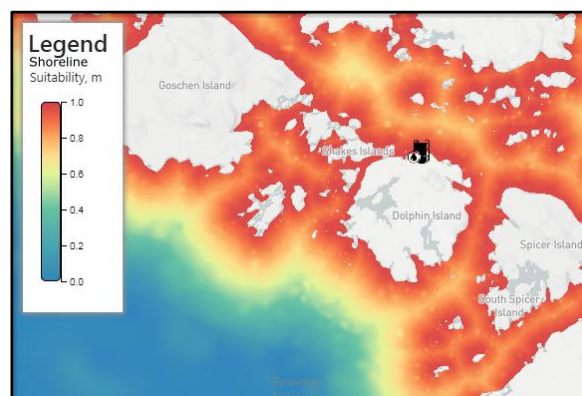 Legend
Shoreline
Suitability, m
1.0
0.8
0.6
0.4
0.2
0.0
Goschen Island
Shakes Islands
Dolphin Island
Spicer Island
South Spicer
Island
Browning